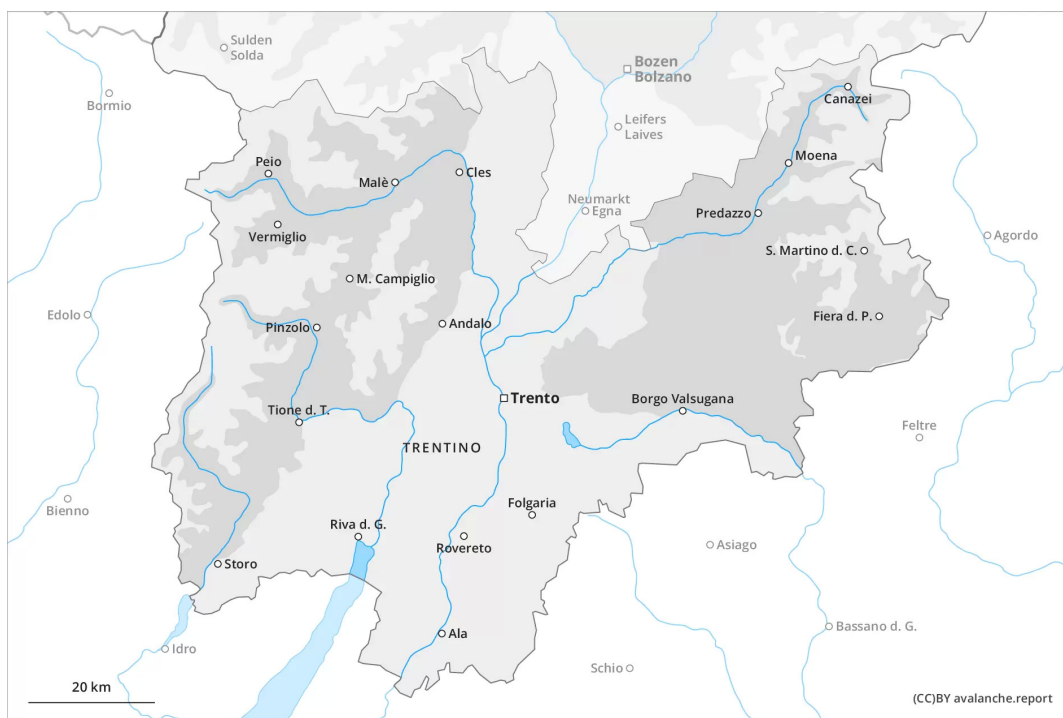 Sulden
Solda
Bozen
Bolzano
Bormio
Canazei
Leifers
Laives
Moena
Peio
Malè
Cles
Neumarkt
Egna
Predazzo
Vermiglio
S. Martino d. C.
Agordo
M. Campiglio
Edolo
Pinzolo
Andalo
Fiera d. P.
Trento
Borgo Valsugana
Tione d. T.
Feltre
TRENTINO
Bienno
Folgaria
Riva d. G.
Rovereto
Asiago
Storo
Ala
Bassano d. G.
Idro
Schio
20 km
(CC)BY avalanche.report